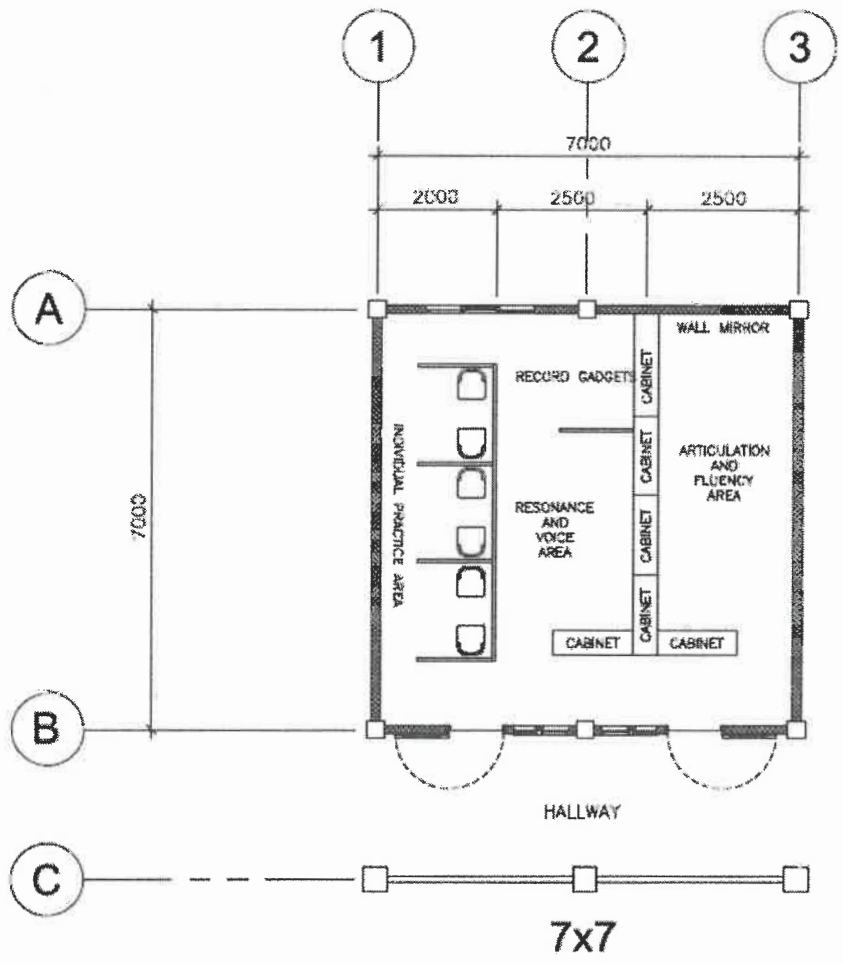 1
2
3
7000
2000
2500
2500
A
WALL MIRROR
RECORD GADGETS
CABINET
INDIVIDUAL PRACTICE AREA
7000
CABINET
ARTICULATION
AND
FLUENCY
AREA
RESONANCE
AND
VOICE
AREA
CABINET
CABINET
CABINET
CABINET
B
HALLWAY
C
7x7